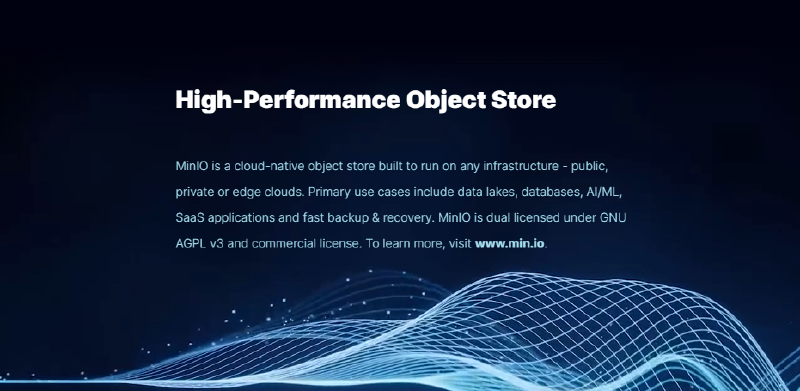 High-Performance Object Store
MinIO is a cloud-native object store built to run on any infrastructure - public,
private or edge clouds. Primary use cases include data lakes, databases, AI/ML,
SaaS applications and fast backup & recovery. MinIO is dual licensed under GNU
AGPL v3 and commercial license. To learn more, visit www.min.io.